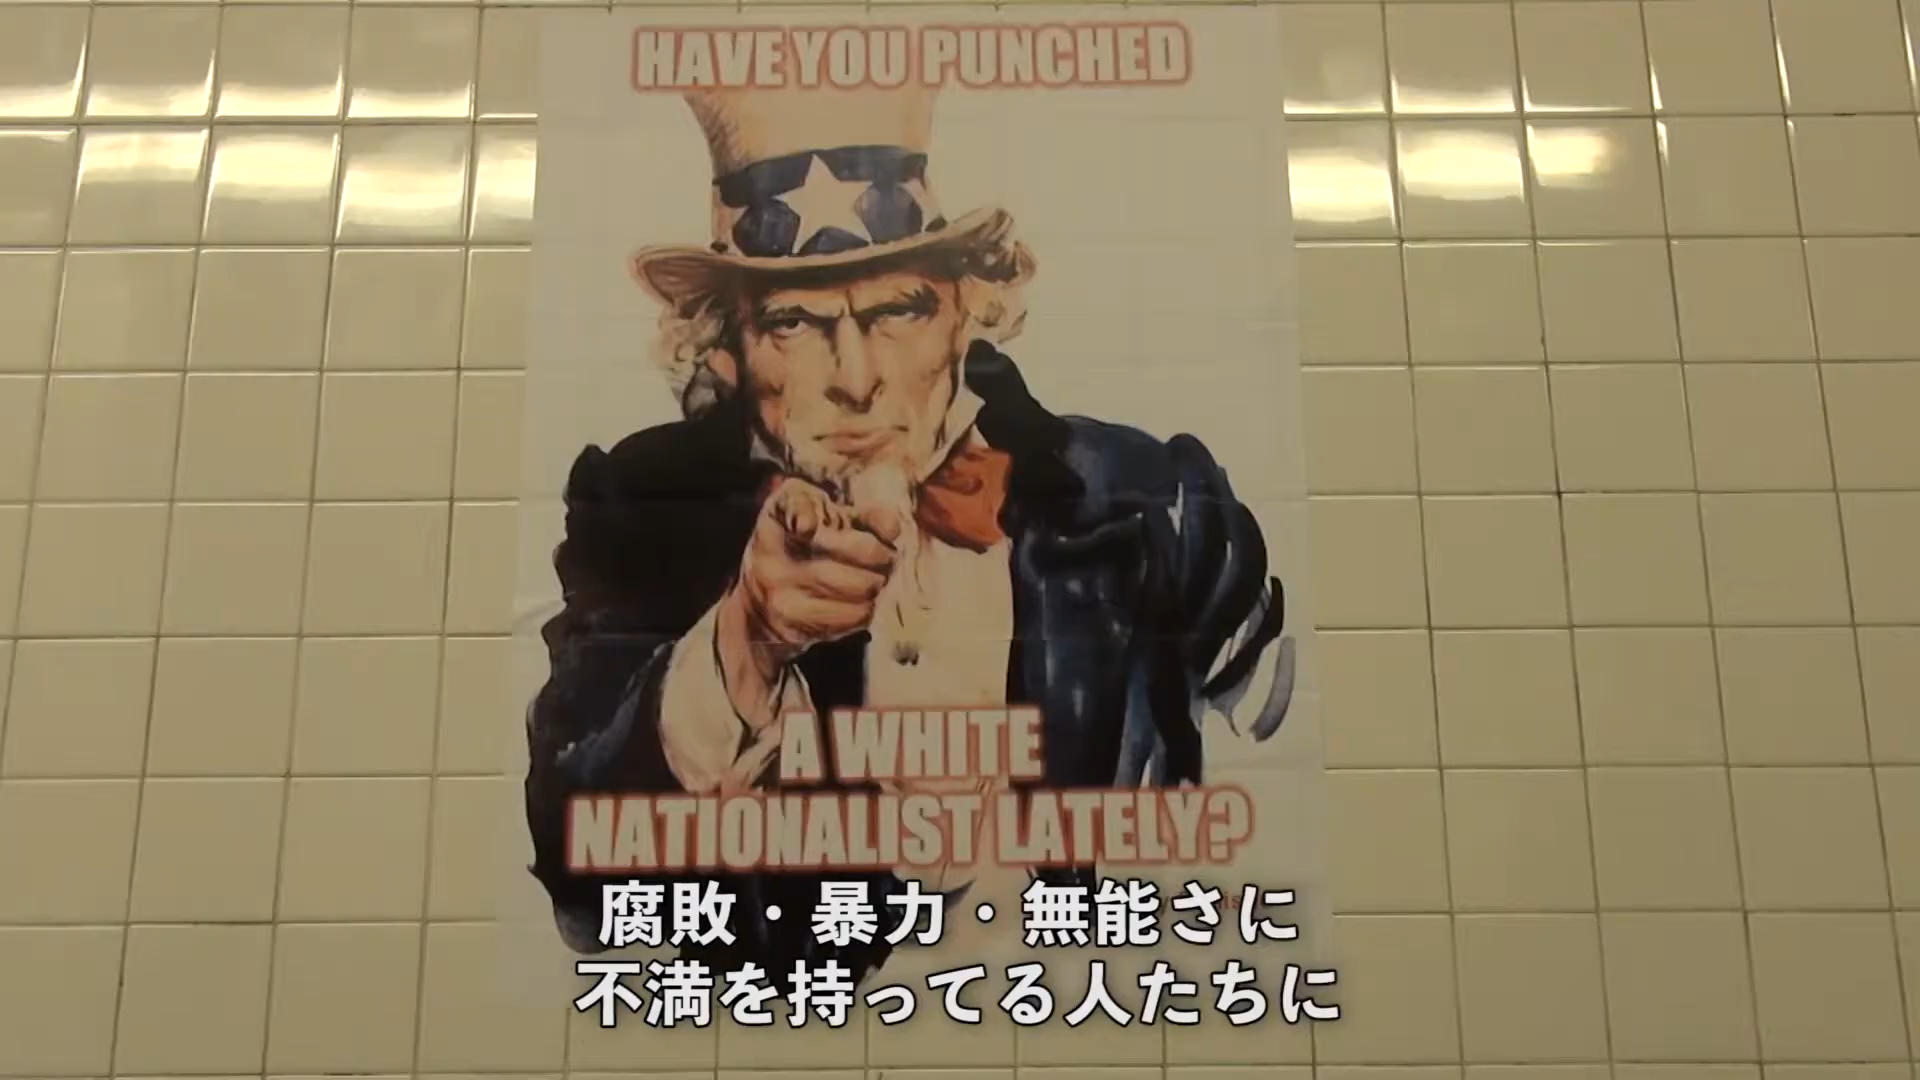 HAVE YOU PUNCHED
A WHITE
NATIONALIST LATELY?
腐敗・暴力・無能さに
不満を持ってる人たちに